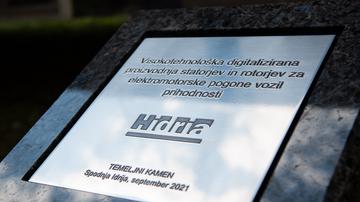 Visokotehnološka digitalizirana
proizvodnja statorjev in rotorjev za
elektromotorske pogone vozil
prihodnosti
Hidria
TEMELJNI KAMEN
Spodnja Idrija, september 2021